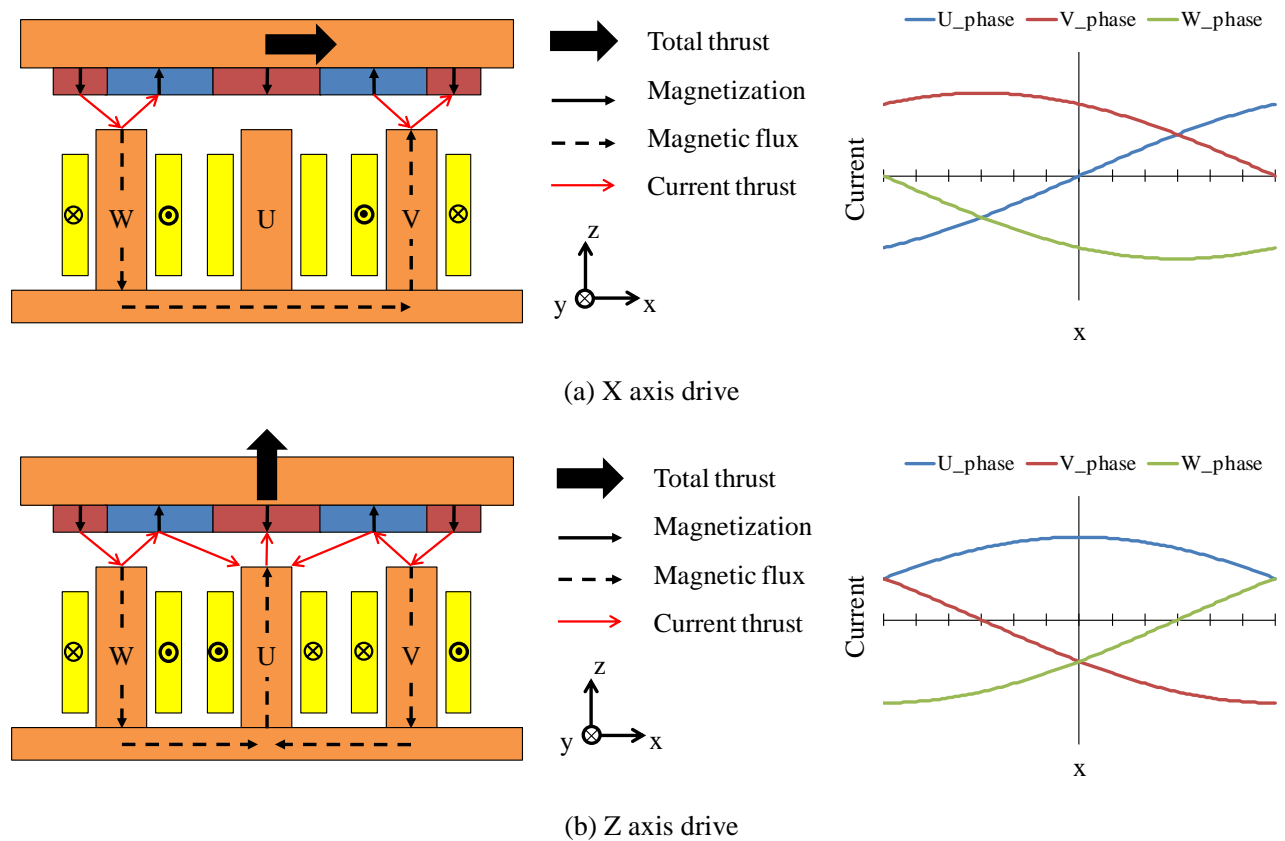 Total thrust
Magnetization
Magnetic flux
Current thrust
W
U
V
z
y
x
U_phase V_phase W_phase
Current
x
(a) X axis drive
Total thrust
Magnetization
Magnetic flux
Current thrust
W
U
V
z
y
x
U_phase V_phase W_phase
Current
x
(b) Z axis drive